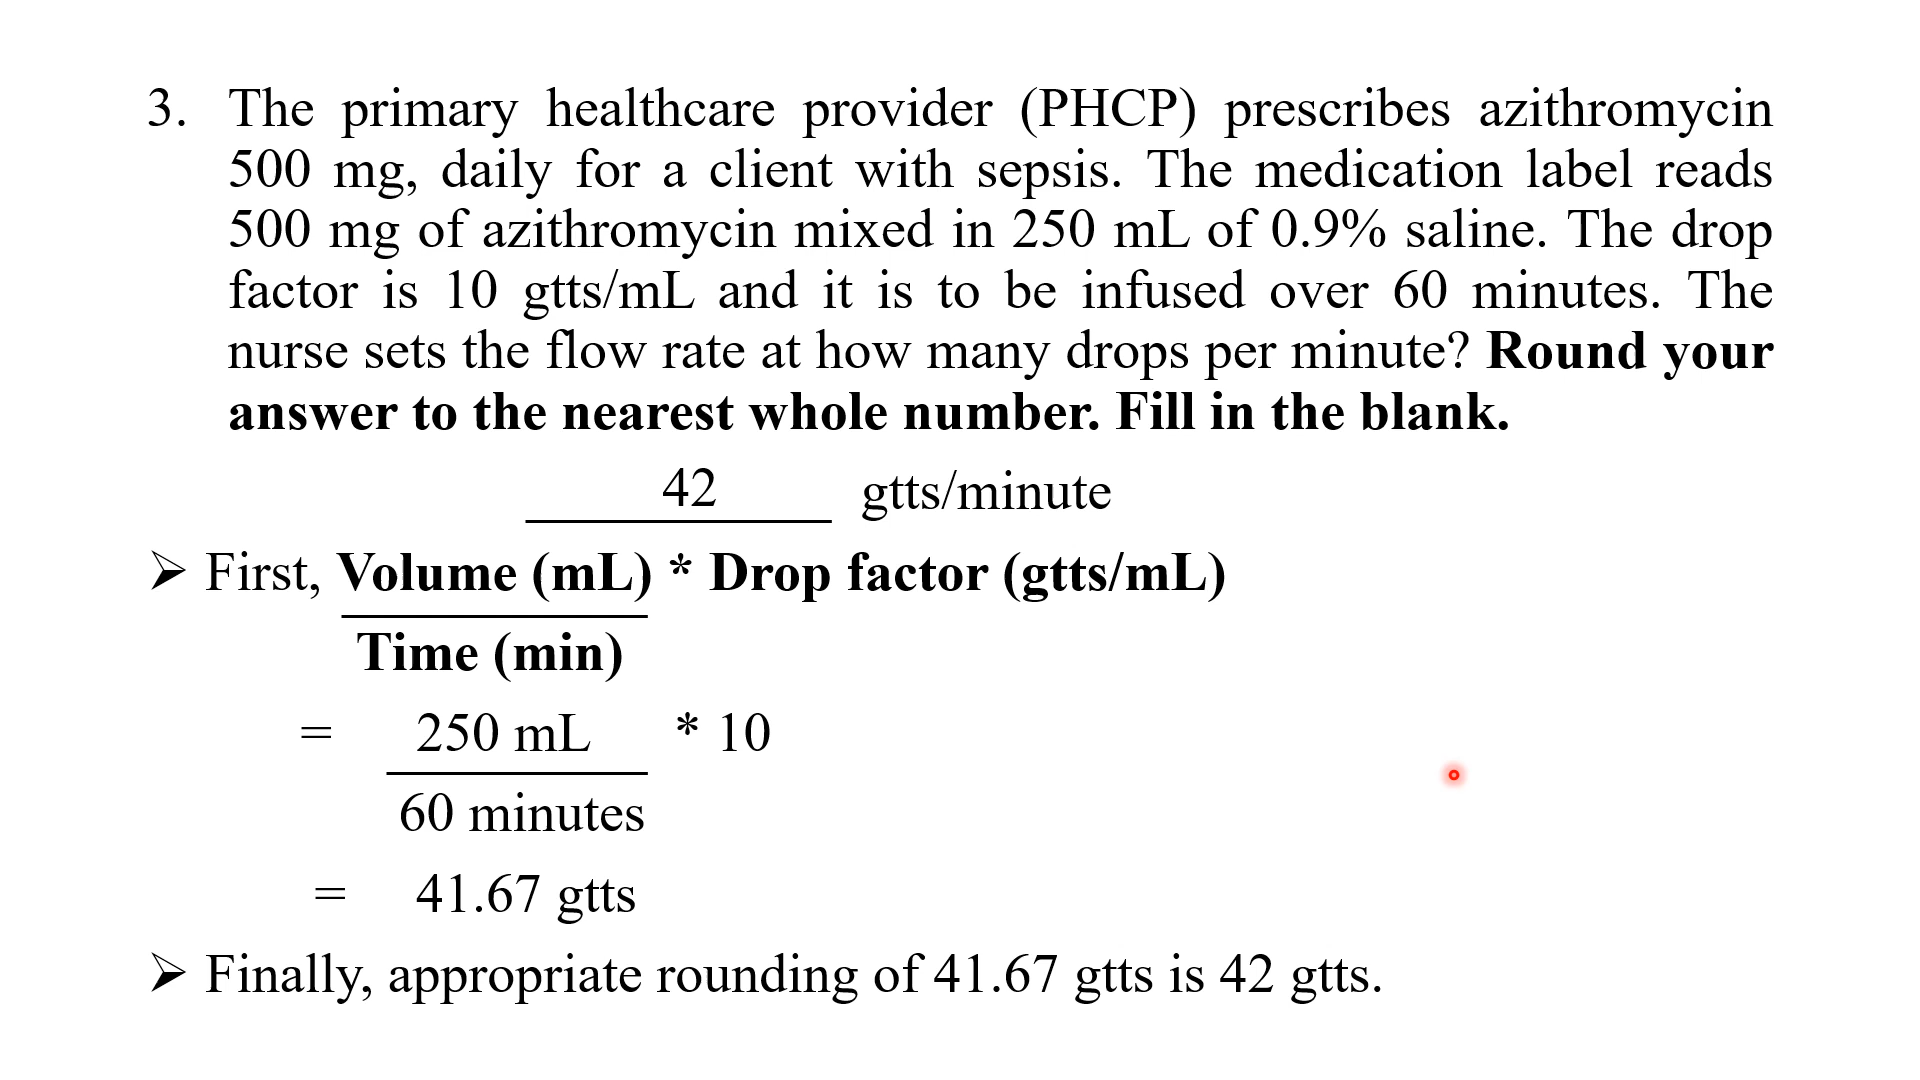 3. The primary healthcare provider (PHCP) prescribes azithromycin
500 mg, daily for a client with sepsis. The medication label reads
500 mg of azithromycin mixed in 250 mL of 0.9% saline. The drop
factor is 10 gtts/mL and it is to be infused over 60 minutes. The
nurse sets the flow rate at how many drops per minute? Round your
answer to the nearest whole number. Fill in the blank.
42 gtts/minute
➢ First, Volume (mL) * Drop factor (gtts/mL)
Time (min)
= 250 mL * 10
60 minutes
= 41.67 gtts
➢ Finally, appropriate rounding of 41.67 gtts is 42 gtts.